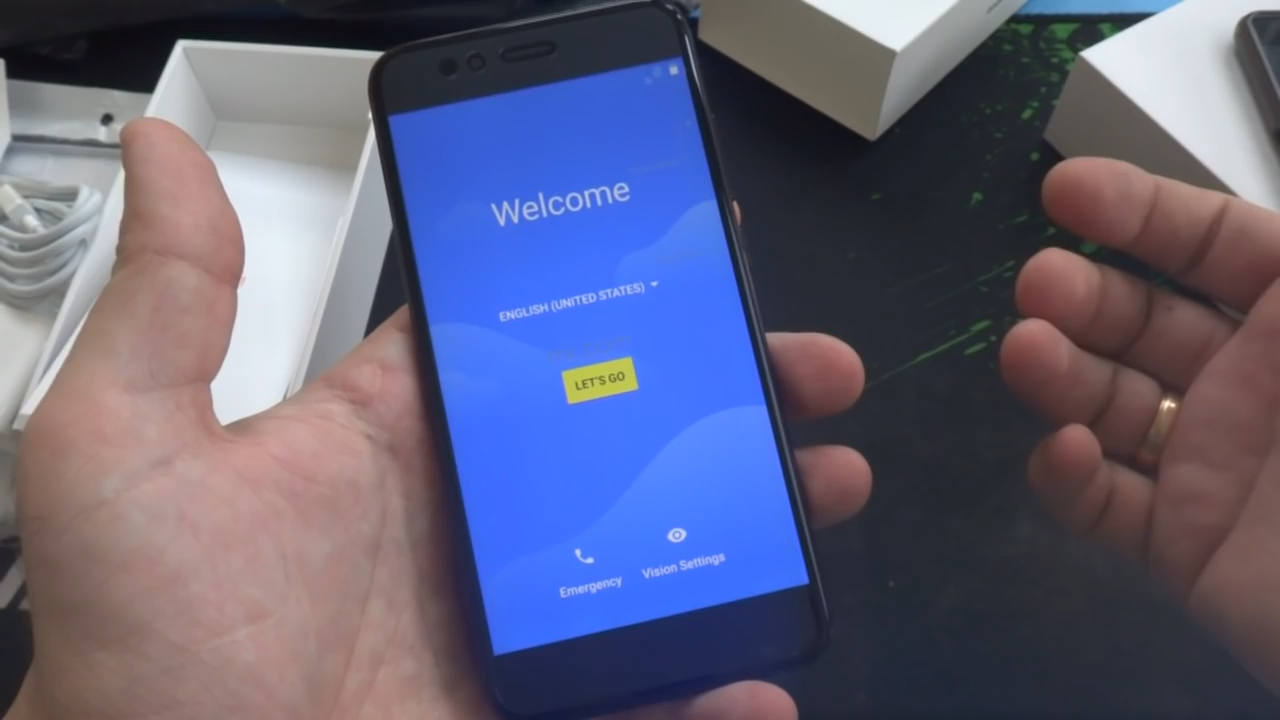 Welcome
ENGLISH (UNITED STATES)
LET'S GO
Emergency
Vision Settings